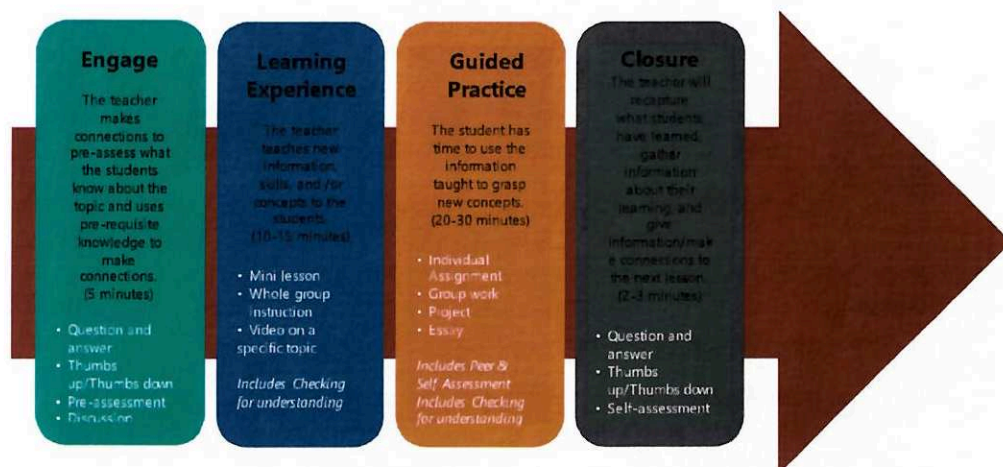 Engage
The teacher
makes
connections to
pre-assess what
the students
know about the
topic and uses
pre-requisite
knowledge to
make
connections.
(5 minutes)
• Question and
answer
• Thumbs
up/Thumbs down
• Pre-assessment
• Discussion
Learning
Experience
The teacher
teaches new
information,
skills, and /or
concepts to the
students.
(10-15 minutes)
• Mini lesson
• Whole group
instruction
• Video on a
specific topic
Includes Checking
for understanding
Guided
Practice
The student has
time to use the
information
taught to grasp
new concepts.
(20-30 minutes)
• Individual
Assignment
• Group work
• Project
• Essay
Includes Peer &
Self Assessment
Includes Checking
for understanding
Closure
The teacher will
recapture
what students
have learned,
gather
information
about their
learning, and
give
information/mak
e connections to
the next lesson.
(2-3 minutes)
• Question and
answer
• Thumbs
up/Thumbs down
• Self-assessment